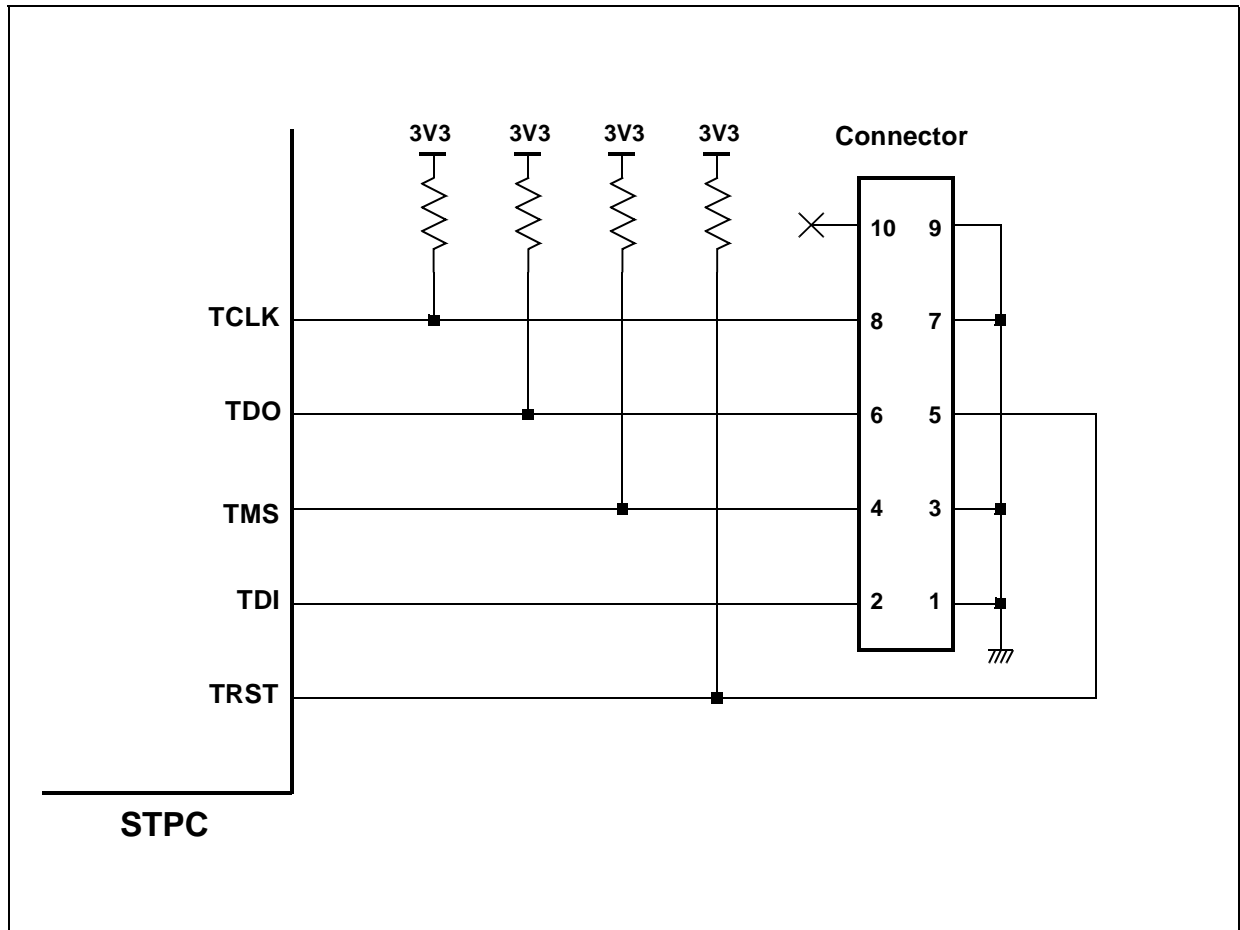 3V3 3V3 3V3 3V3 Connector
10 9
TCLK 8 7
TDO 6 5
TMS 4 3
TDI 2 1
TRST
STPC